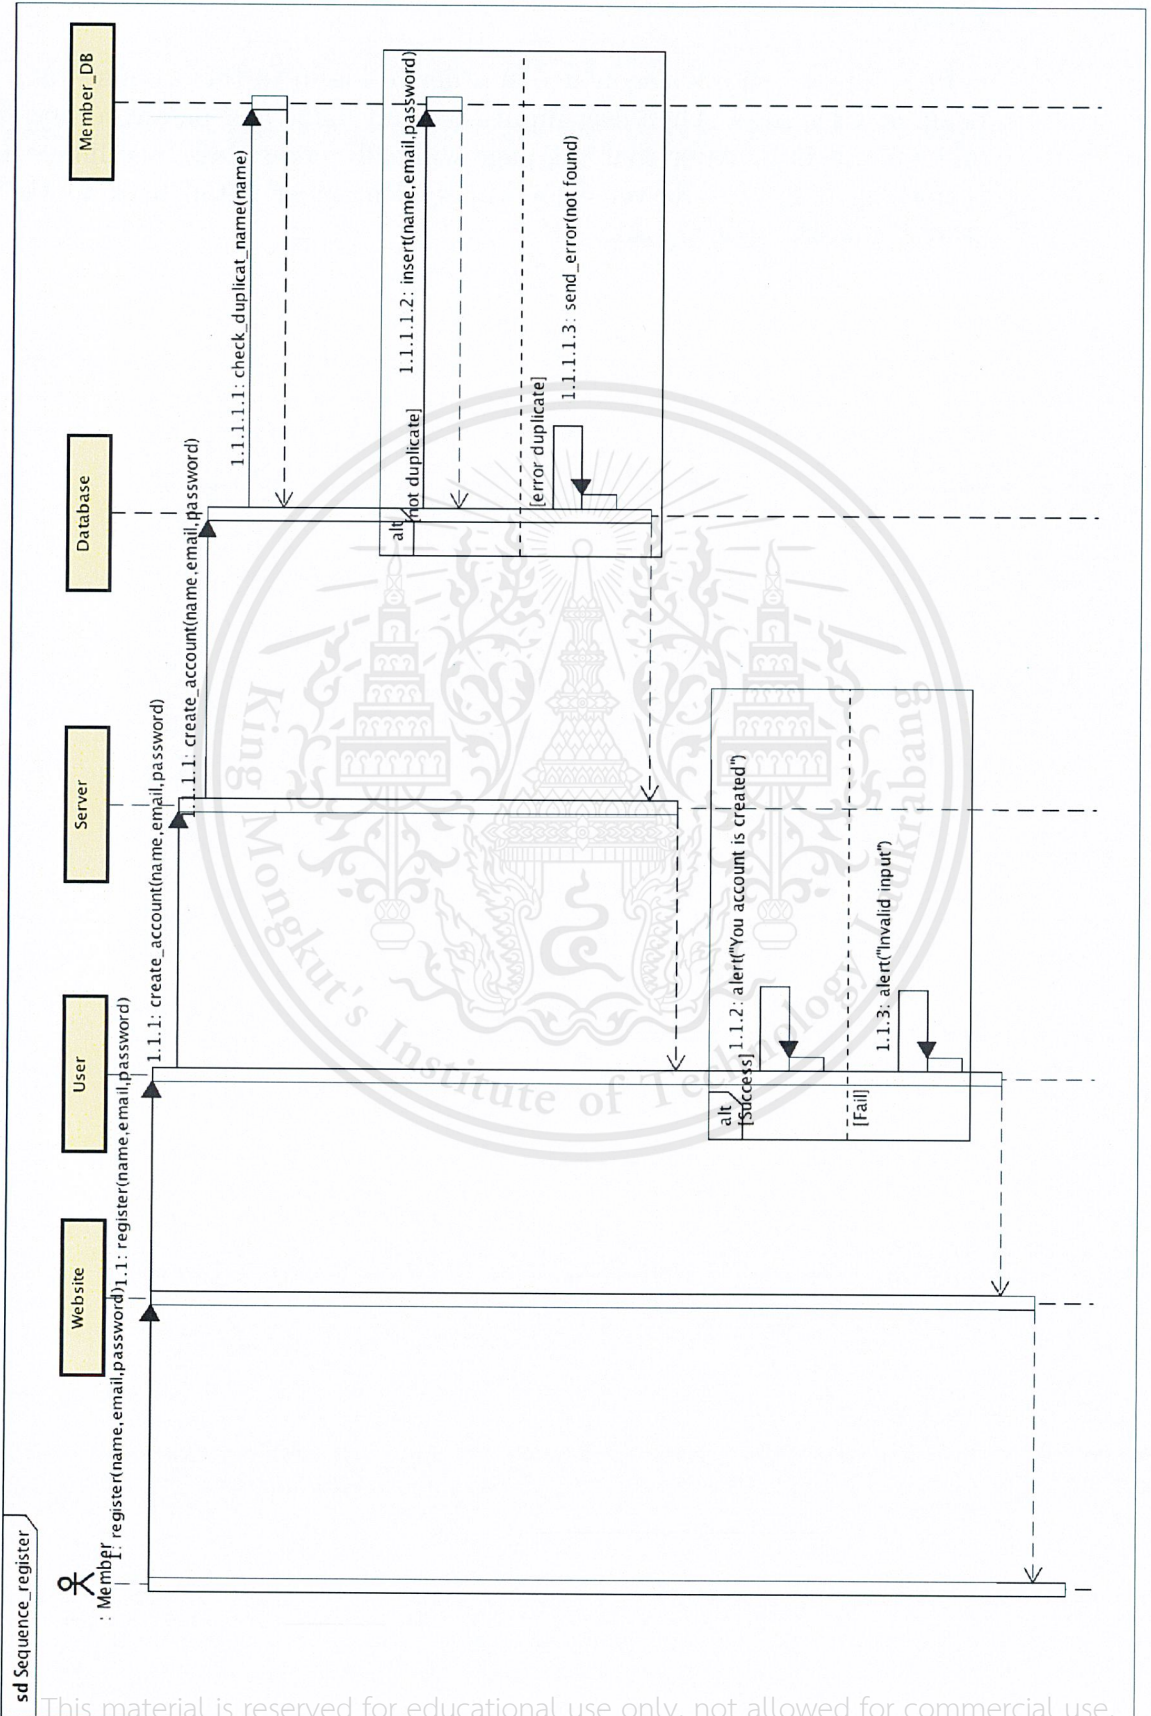 sd Sequence_register
: Member
Website
User
Server
Database
Member_DB
1: register(name,email,password)
1.1: register(name,email,password)
1.1.1: create_account(name,email,password)
1.1.1.1: create_account(name,email,password)
1.1.1.1.1: check_duplicat_name(name)
alt
[not duplicate]
1.1.1.1.2: insert(name,email,password)
[error duplicate]
1.1.1.1.3: send_error(not found)
alt
[Success]
1.1.2: alert("You account is created")
[Fail]
1.1.3: alert("Invalid input")
King Mongkut's Institute of Technology Ladkrabang
This material is reserved for educational use only, not allowed for commercial use.